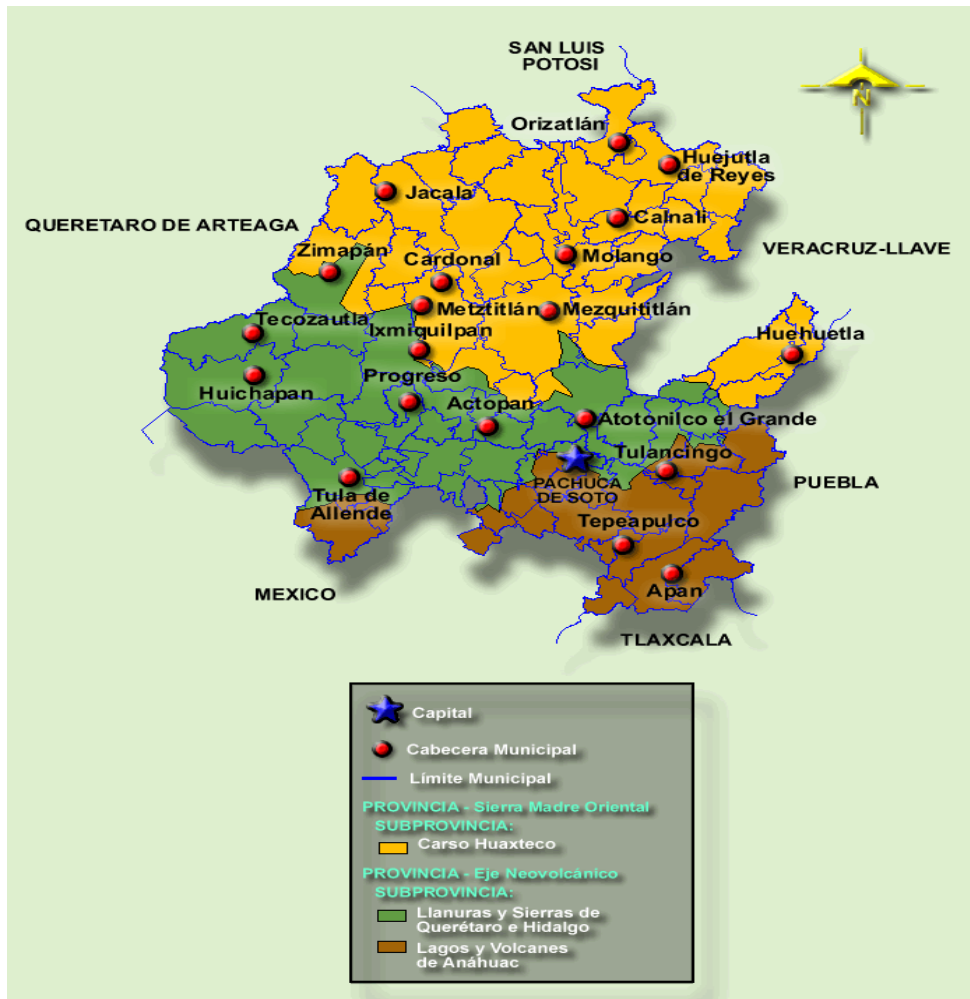 SAN LUIS
POTOSI
N
Orizatlán
Huejutla
de Reyes
Jacala
Calnali
QUERETARO DE ARTEAGA
VERACRUZ-LLAVE
Zimapán
Cardonal
Molango
Metztitlán
Mezquititlán
Tecozautla
Ixmiquilpan
Huehuetla
Progreso
Huichapan
Actopan
Atotonilco el Grande
Tulancingo
PACHUCA
DE SOTO
PUEBLA
Tula de
Allende
Tepeapulco
MEXICO
Apan
TLAXCALA
Capital
Cabecera Municipal
Límite Municipal
PROVINCIA - Sierra Madre Oriental
SUBPROVINCIA:
Carso Huaxteco
PROVINCIA - Eje Neovolcánico
SUBPROVINCIA:
Llanuras y Sierras de
Querétaro e Hidalgo
Lagos y Volcanes
de Anáhuac